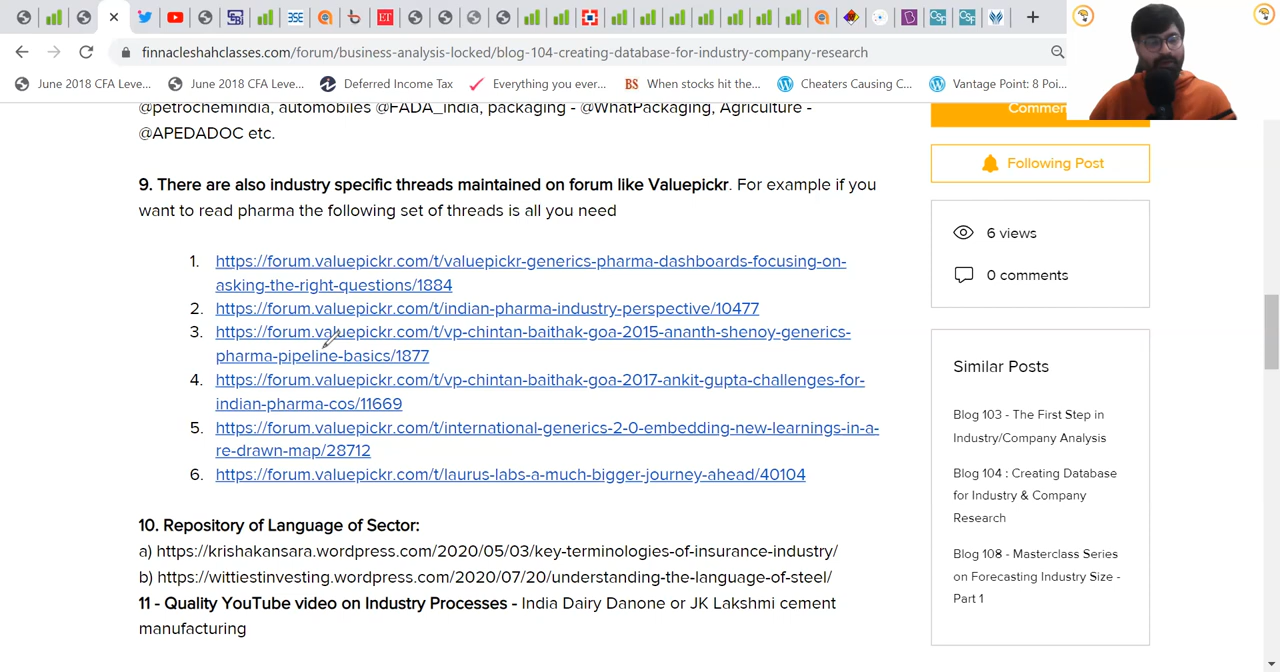 finnacleshahclasses.com/forum/business-analysis-locked/blog-104-creating-database-for-industry-company-research
June 2018 CFA Leve...
June 2018 CFA Leve...
Deferred Income Tax
Everything you ever...
BS When stocks hit the...
Cheaters Causing C...
Vantage Point: 8 Poi...
@petrochemindia, automobiles @FADA_india, packaging - @WhatPackaging, Agriculture -
@APEDADOC etc.
9. There are also industry specific threads maintained on forum like Valuepickr. For example if you
want to read pharma the following set of threads is all you need
1. https://forum.valuepickr.com/t/valuepickr-generics-pharma-dashboards-focusing-on-
asking-the-right-questions/1884
2. https://forum.valuepickr.com/t/indian-pharma-industry-perspective/10477
3. https://forum.valuepickr.com/t/vp-chintan-baithak-goa-2015-ananth-shenoy-generics-
pharma-pipeline-basics/1877
4. https://forum.valuepickr.com/t/vp-chintan-baithak-goa-2017-ankit-gupta-challenges-for-
indian-pharma-cos/11669
5. https://forum.valuepickr.com/t/international-generics-2-0-embedding-new-learnings-in-a-
re-drawn-map/28712
6. https://forum.valuepickr.com/t/laurus-labs-a-much-bigger-journey-ahead/40104
10. Repository of Language of Sector:
a) https://krishakansara.wordpress.com/2020/05/03/key-terminologies-of-insurance-industry/
b) https://wittiestinvesting.wordpress.com/2020/07/20/understanding-the-language-of-steel/
11 - Quality YouTube video on Industry Processes - India Dairy Danone or JK Lakshmi cement
manufacturing
Commen
Following Post
6 views
0 comments
Similar Posts
Blog 103 - The First Step in
Industry/Company Analysis
Blog 104 : Creating Database
for Industry & Company
Research
Blog 108 - Masterclass Series
on Forecasting Industry Size -
Part 1